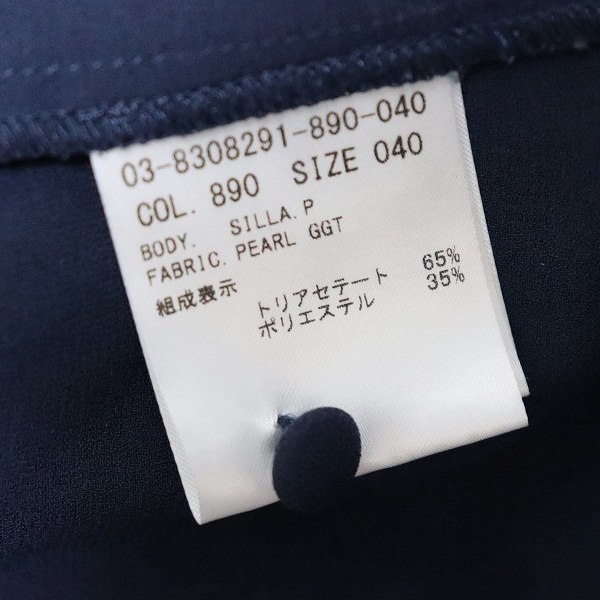 03-8308291-890-040
COL. 890 SIZE 040
BODY. SILLA.P
FABRIC. PEARL GGT
組成表示
トリアセテート 65%
ポリエステル 35%